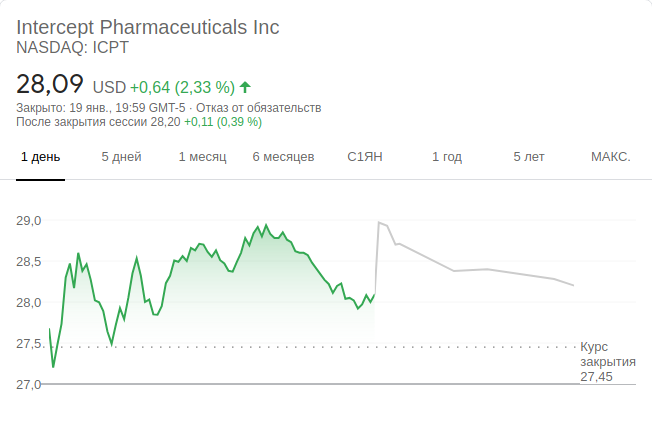 Intercept Pharmaceuticals Inc
NASDAQ: ICPT
28,09 USD +0,64 (2,33 %)
Закрыто: 19 янв., 19:59 GMT-5 · Отказ от обязательств
После закрытия сессии 28,20 +0,11 (0,39 %)
1 день 5 дней 1 месяц 6 месяцев С1ЯН 1 год 5 лет МАКС.
29,0
28,5
28,0
27,5
27,0
Курс
закрытия
27,45